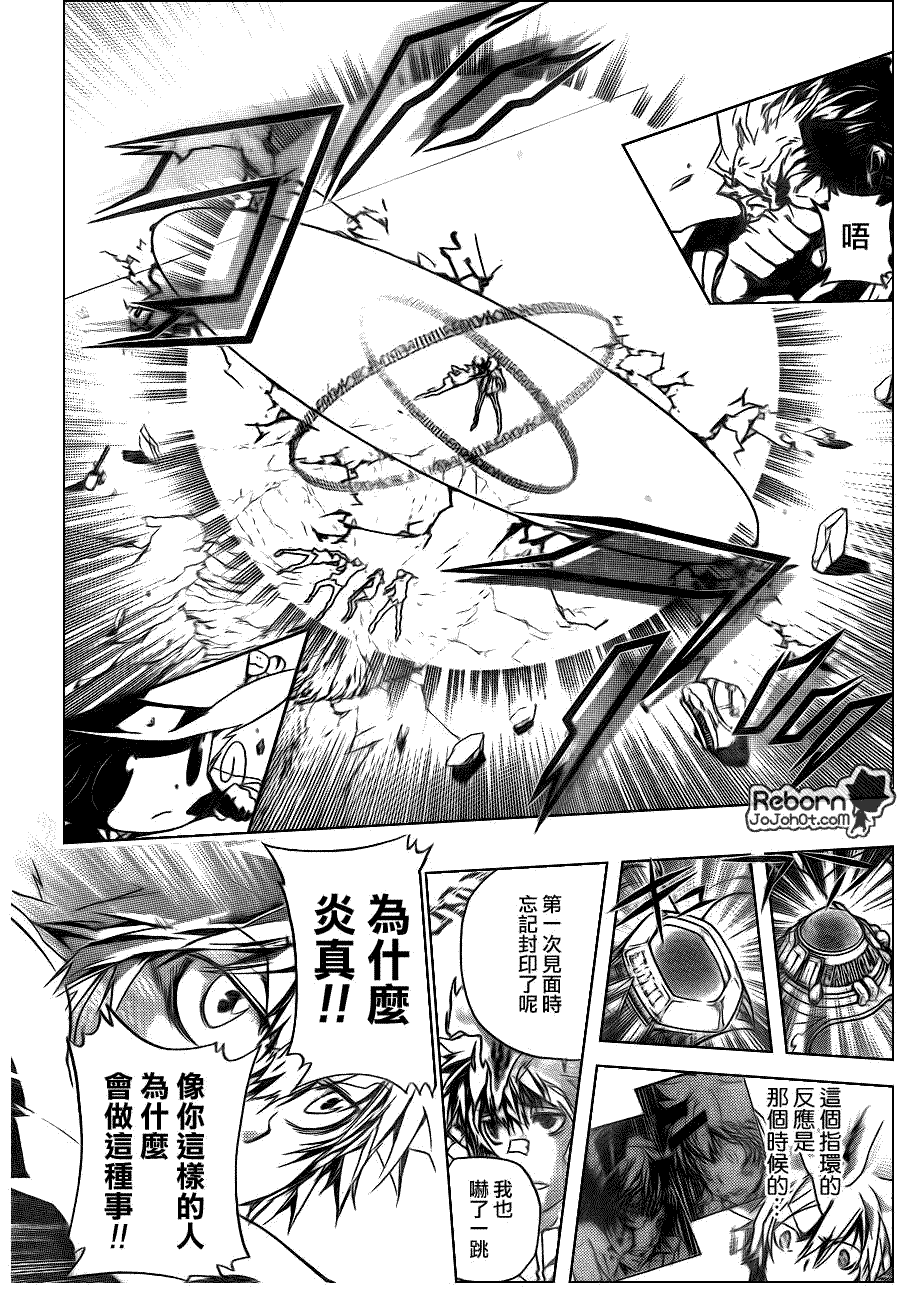 唔
Reborn
JoJoHOt.com
這個指環的
反應是
那個時候的…
第一次見面時
忘記封印了呢
我也
嚇了一跳
為什麼
炎真!!
像你這樣的人
為什麼
會做這種事!!